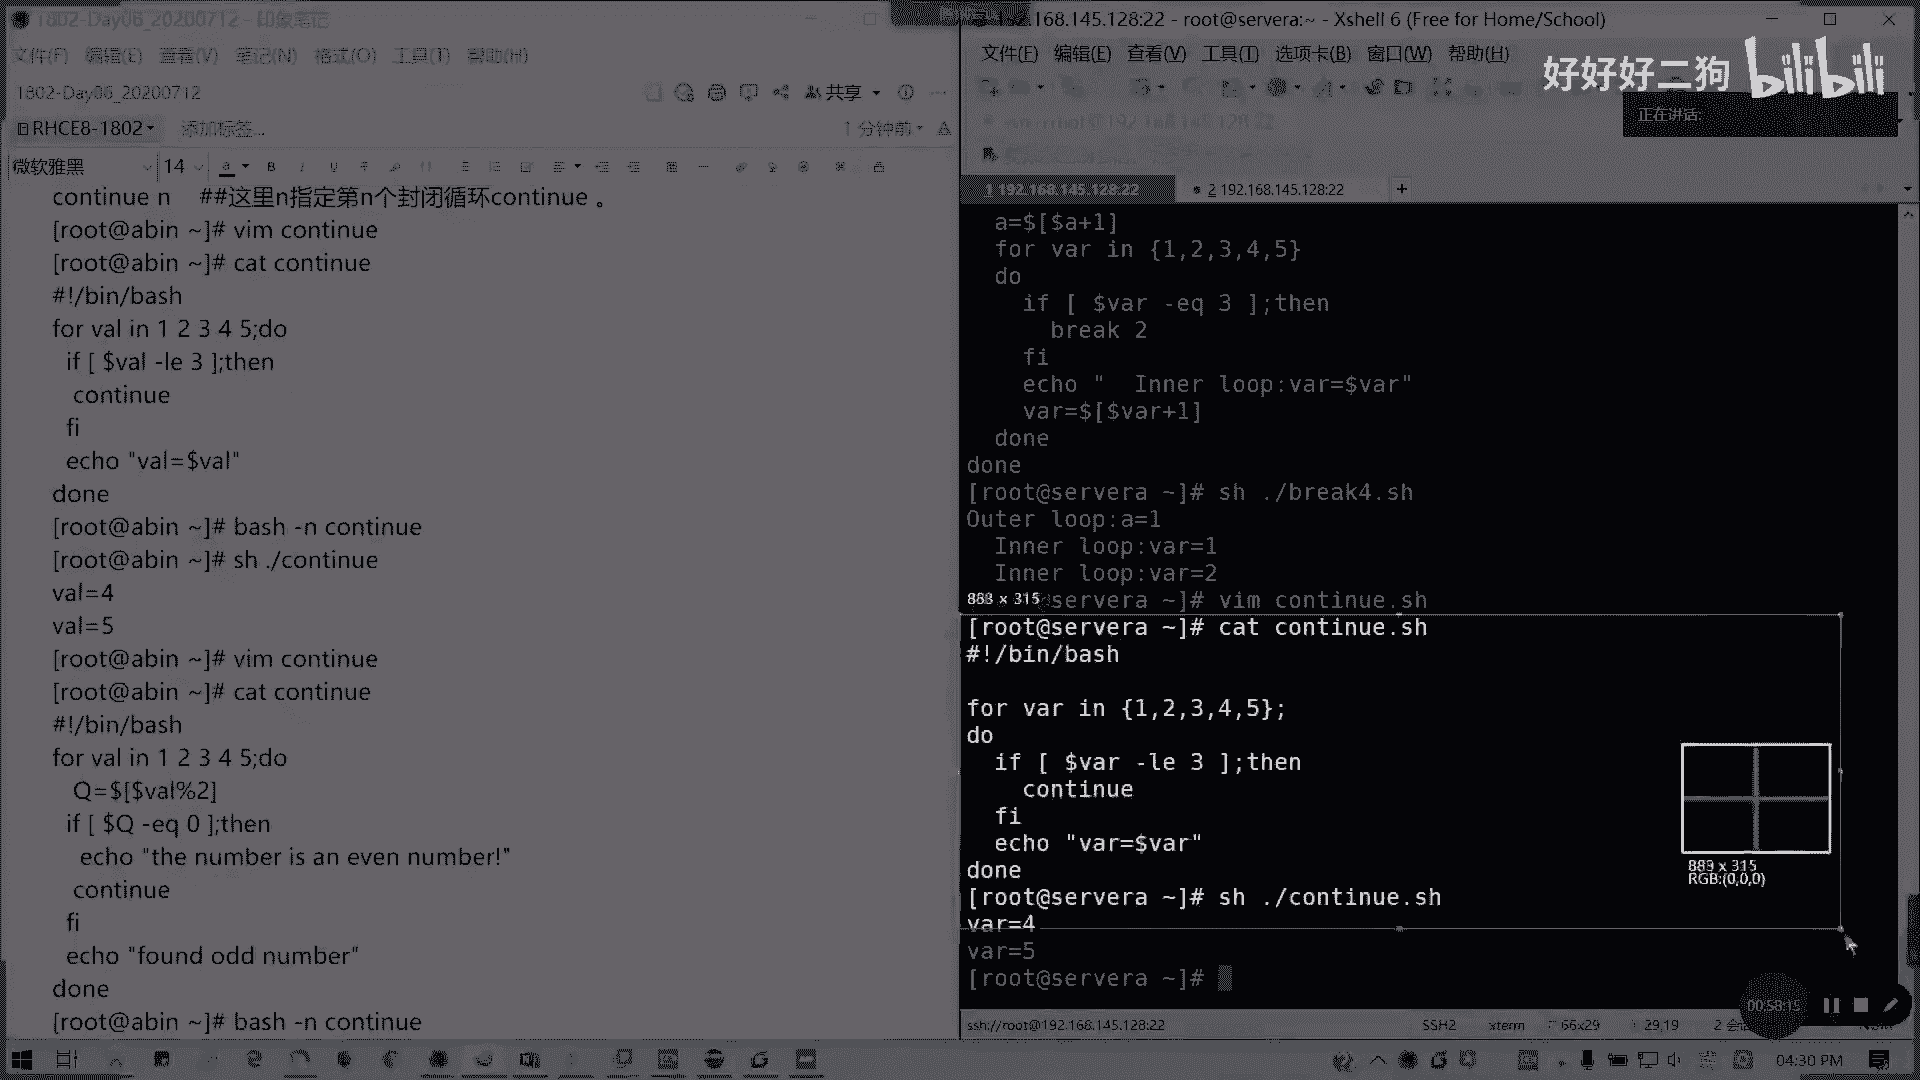 1802-Day06_20200712 - 印象笔记
文件(F) 编辑(E) 查看(V) 笔记(N) 格式(O) 工具(T) 帮助(H)
1802-Day06_20200712
共享
RHCE8-1802
添加标签...
1 分钟前
微软雅黑
14
continue n ##这里n指定第n个封闭循环continue 。
[root@abin ~]# vim continue
[root@abin ~]# cat continue
#!/bin/bash
for val in 1 2 3 4 5;do
if [ $val -le 3 ];then
continue
fi
echo "val=$val"
done
[root@abin ~]# bash -n continue
[root@abin ~]# sh ./continue
val=4
val=5
[root@abin ~]# vim continue
[root@abin ~]# cat continue
#!/bin/bash
for val in 1 2 3 4 5;do
Q=$[$val%2]
if [ $Q -eq 0 ];then
echo "the number is an even number!"
continue
fi
echo "found odd number"
done
[root@abin ~]# bash -n continue
192.168.145.128:22 - root@servera:~ - Xshell 6 (Free for Home/School)
文件(F) 编辑(E) 查看(V) 工具(T) 选项卡(B) 窗口(W) 帮助(H)
好好好二狗 bilibili
正在讲话:
1 192.168.145.128:22
2 192.168.145.128:22
a=$[$a+1]
for var in {1,2,3,4,5}
do
if [ $var -eq 3 ];then
break 2
fi
echo "  Inner loop:var=$var"
var=$[$var+1]
done
done
[root@servera ~]# sh ./break4.sh
Outer loop:a=1
Inner loop:var=1
Inner loop:var=2
888 x 315
servera ~]# vim continue.sh
[root@servera ~]# cat continue.sh
#!/bin/bash
for var in {1,2,3,4,5};
do
if [ $var -le 3 ];then
continue
fi
echo "var=$var"
done
[root@servera ~]# sh ./continue.sh
var=4
var=5
[root@servera ~]#
889 x 315
RGB:(0,0,0)
00:58:15
ssh://root@192.168.145.128:22
SSH2
xterm
66x29
29,19
04:30 PM